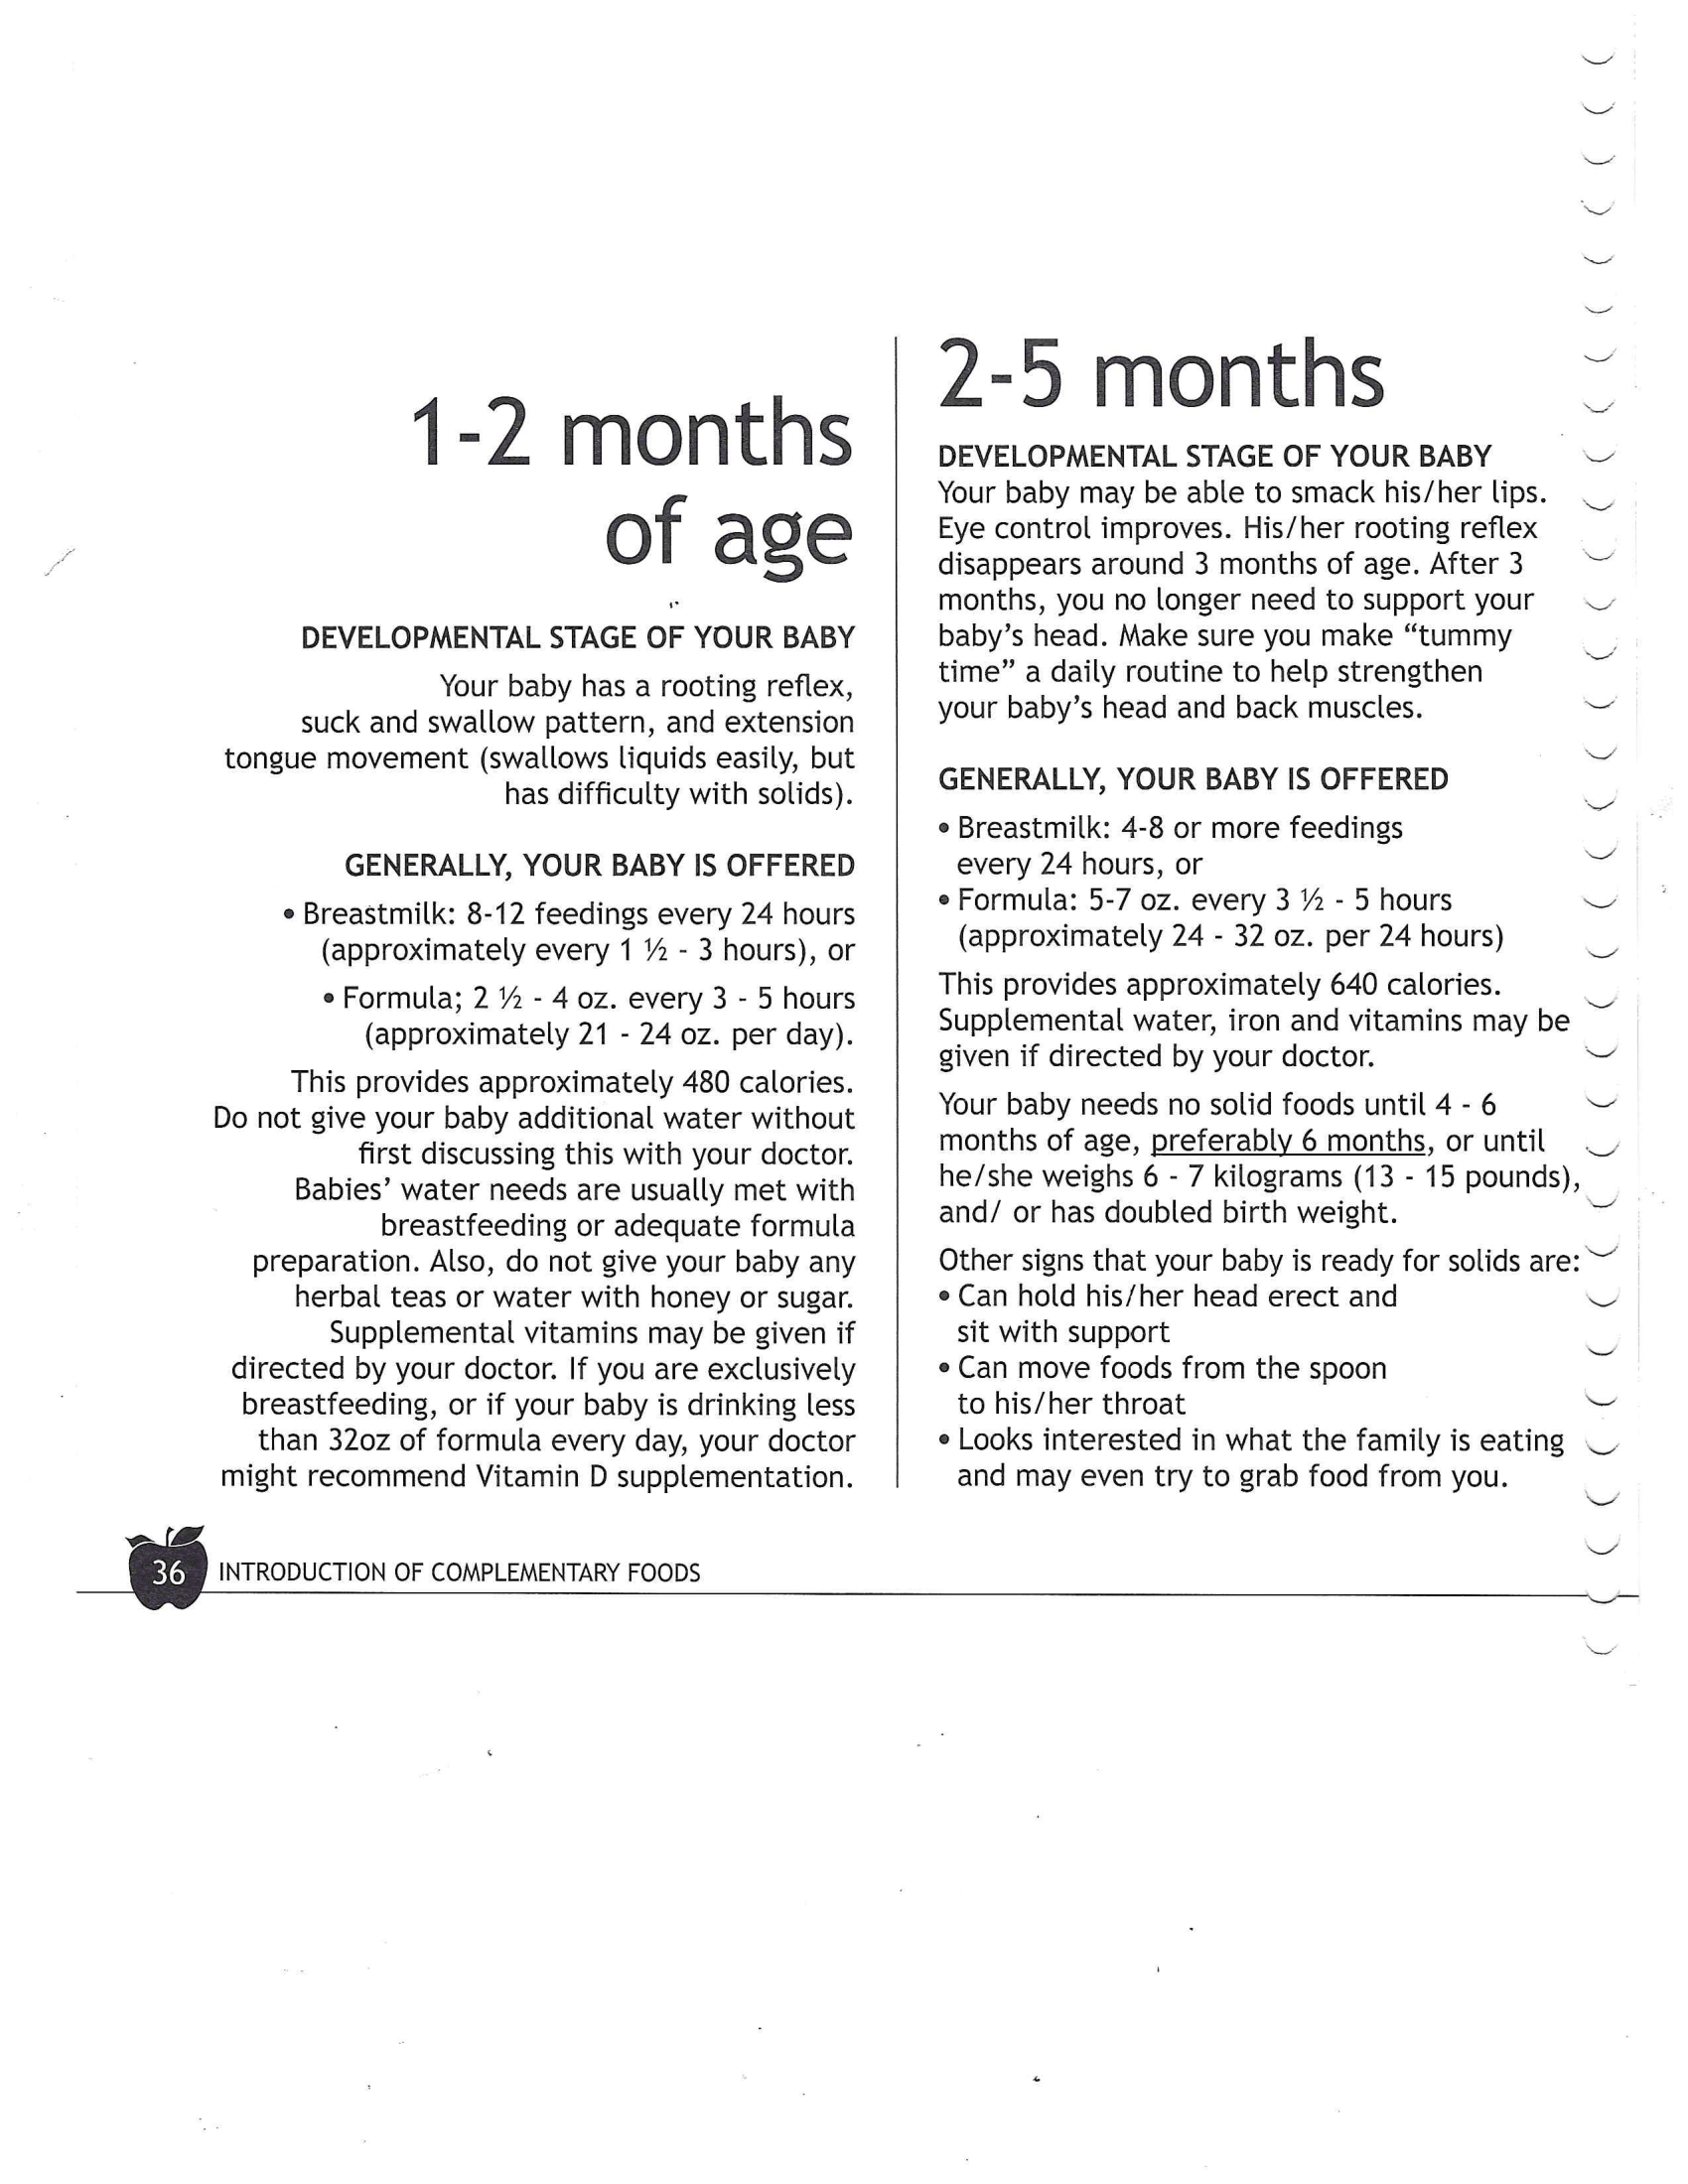 1-2 months
of age
DEVELOPMENTAL STAGE OF YOUR BABY
Your baby has a rooting reflex,
suck and swallow pattern, and extension
tongue movement (swallows liquids easily, but
has difficulty with solids).
GENERALLY, YOUR BABY IS OFFERED
• Breastmilk: 8-12 feedings every 24 hours
(approximately every 1 ½ - 3 hours), or
• Formula; 2 ½ - 4 oz. every 3 - 5 hours
(approximately 21 - 24 oz. per day).
This provides approximately 480 calories.
Do not give your baby additional water without
first discussing this with your doctor.
Babies’ water needs are usually met with
breastfeeding or adequate formula
preparation. Also, do not give your baby any
herbal teas or water with honey or sugar.
Supplemental vitamins may be given if
directed by your doctor. If you are exclusively
breastfeeding, or if your baby is drinking less
than 32oz of formula every day, your doctor
might recommend Vitamin D supplementation.
2-5 months
DEVELOPMENTAL STAGE OF YOUR BABY
Your baby may be able to smack his/her lips.
Eye control improves. His/her rooting reflex
disappears around 3 months of age. After 3
months, you no longer need to support your
baby’s head. Make sure you make “tummy
time” a daily routine to help strengthen
your baby’s head and back muscles.
GENERALLY, YOUR BABY IS OFFERED
• Breastmilk: 4-8 or more feedings
every 24 hours, or
• Formula: 5-7 oz. every 3 ½ - 5 hours
(approximately 24 - 32 oz. per 24 hours)
This provides approximately 640 calories.
Supplemental water, iron and vitamins may be
given if directed by your doctor.
Your baby needs no solid foods until 4 - 6
months of age, preferably 6 months, or until
he/she weighs 6 - 7 kilograms (13 - 15 pounds),
and/ or has doubled birth weight.
Other signs that your baby is ready for solids are:
• Can hold his/her head erect and
sit with support
• Can move foods from the spoon
to his/her throat
• Looks interested in what the family is eating
and may even try to grab food from you.
36 INTRODUCTION OF COMPLEMENTARY FOODS